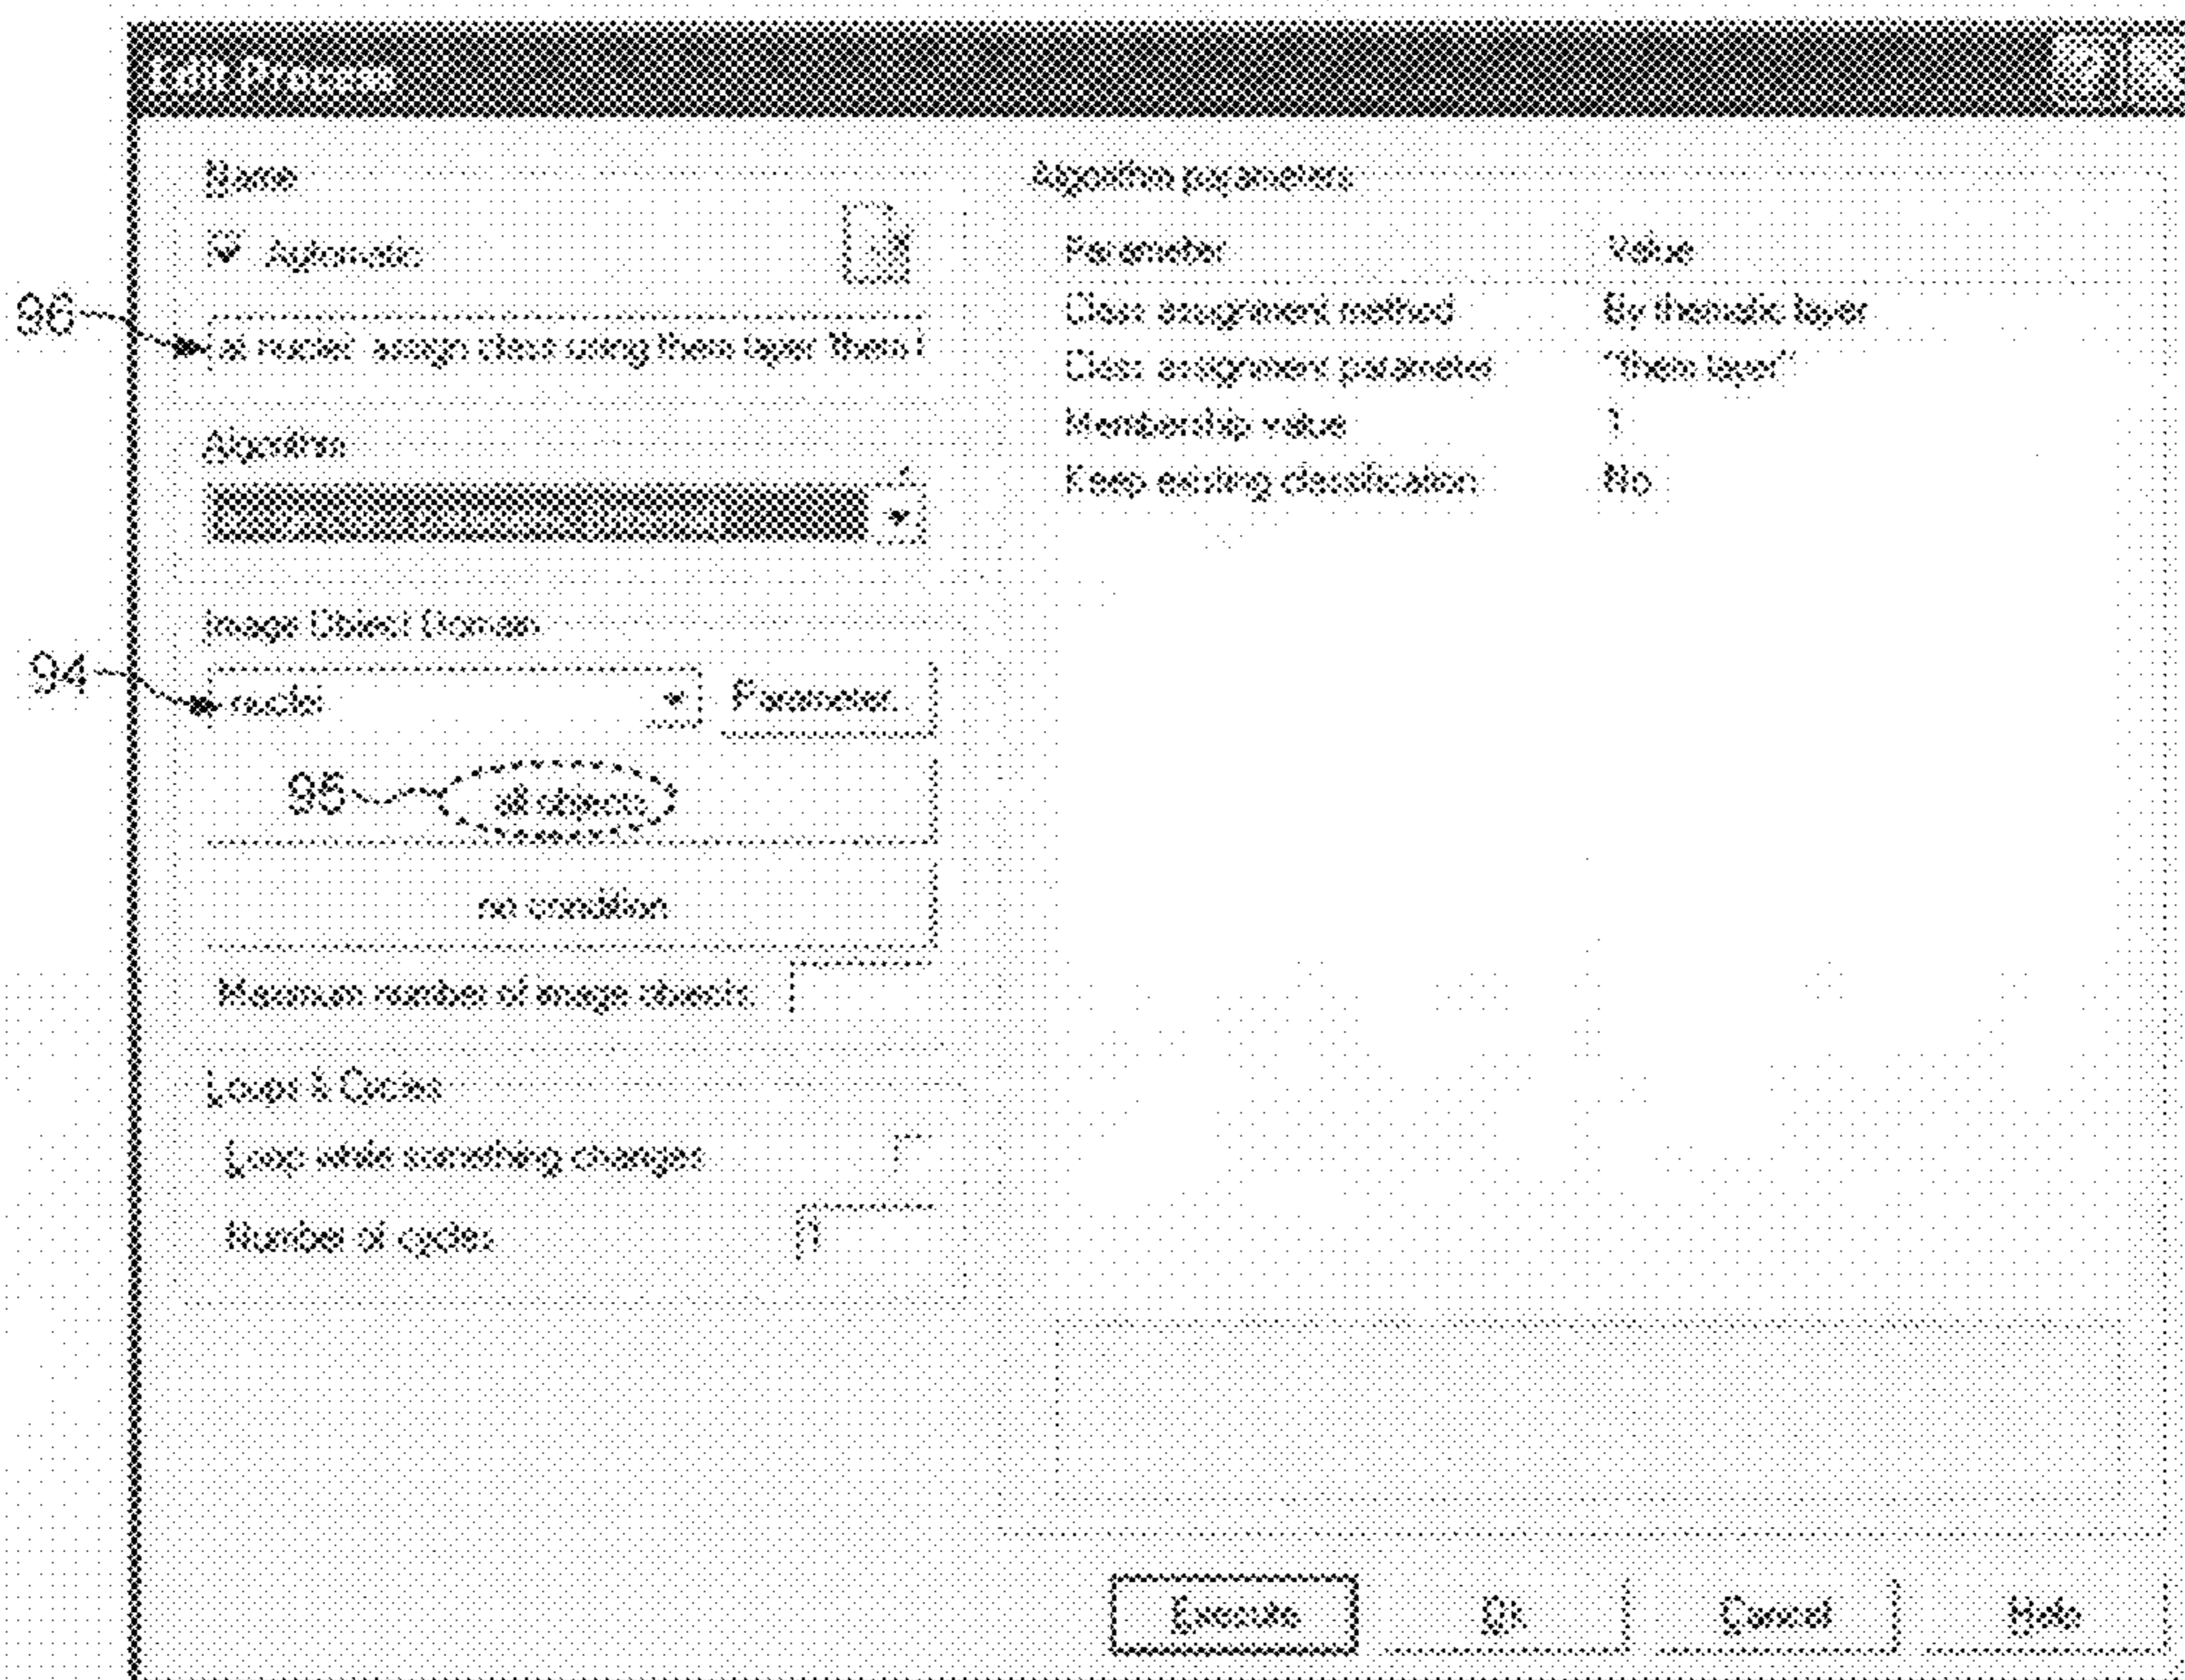 Edit Process
Name
Automatic
96
at nuclei: assign class using them layer 'them l
Algorithm
Image Object Domain
94
nuclei
Parameter
95
all objects
no condition
Maximum number of image objects:
Loops & Cycles
Loop while something changes
Number of cycles
1
Algorithm parameters
Parameter Value
Class assignment method By thematic layer
Class assignment parameter "them layer"
Membership value 1
Keep existing classification No
Execute Ok Cancel Help